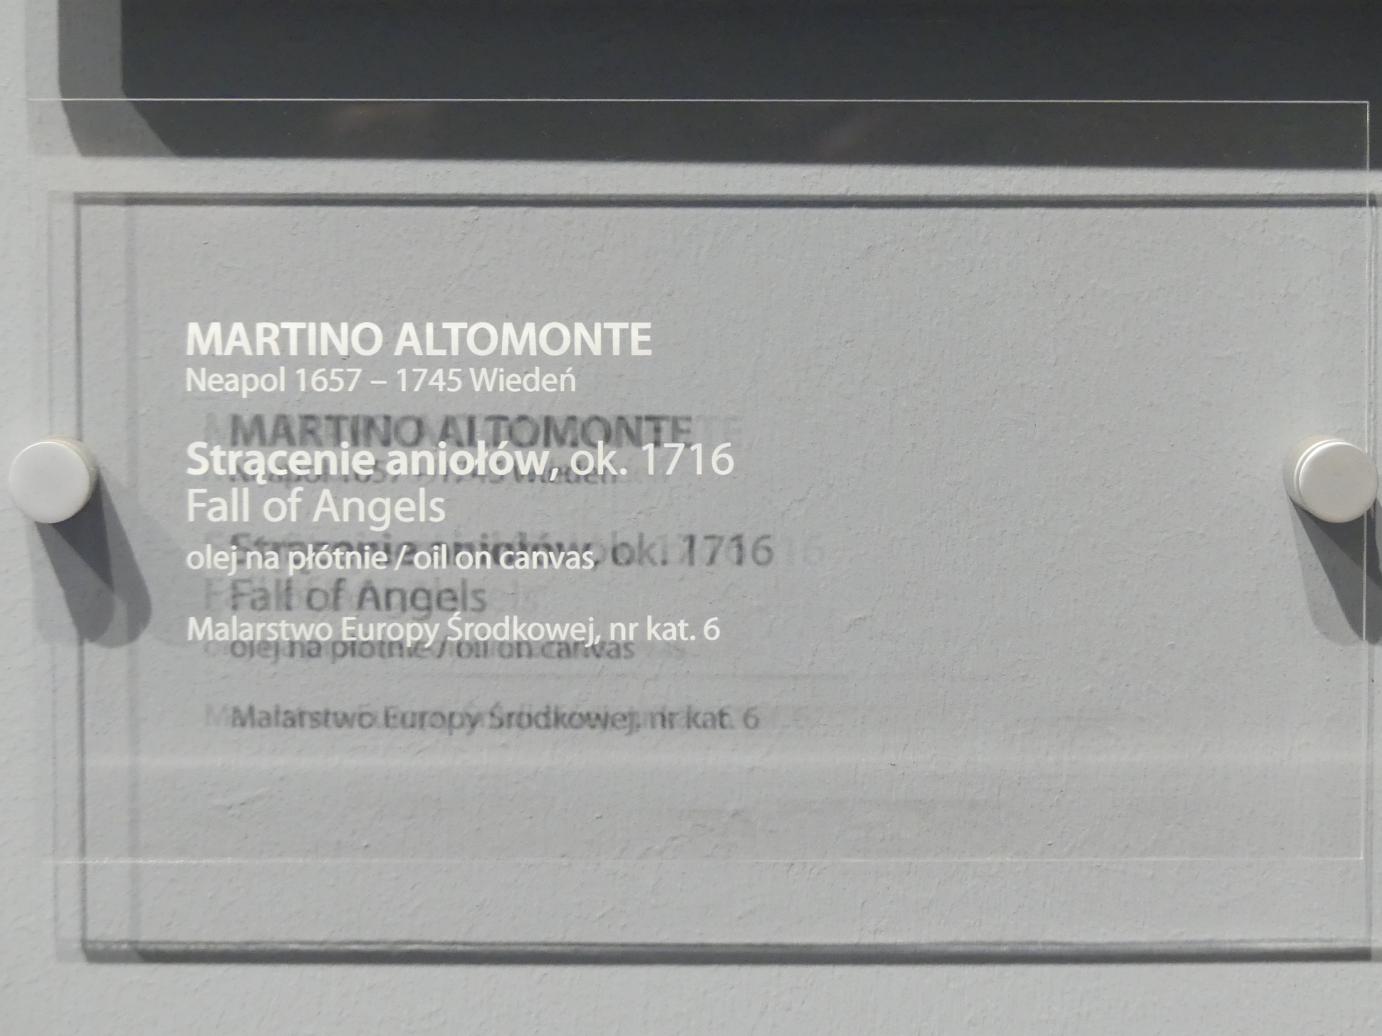 MARTINO ALTOMONTE
Neapol 1657 – 1745 Wiedeń
Strącenie aniołów, ok. 1716
Fall of Angels
olej na płótnie / oil on canvas
Malarstwo Europy Środkowej, nr kat. 6